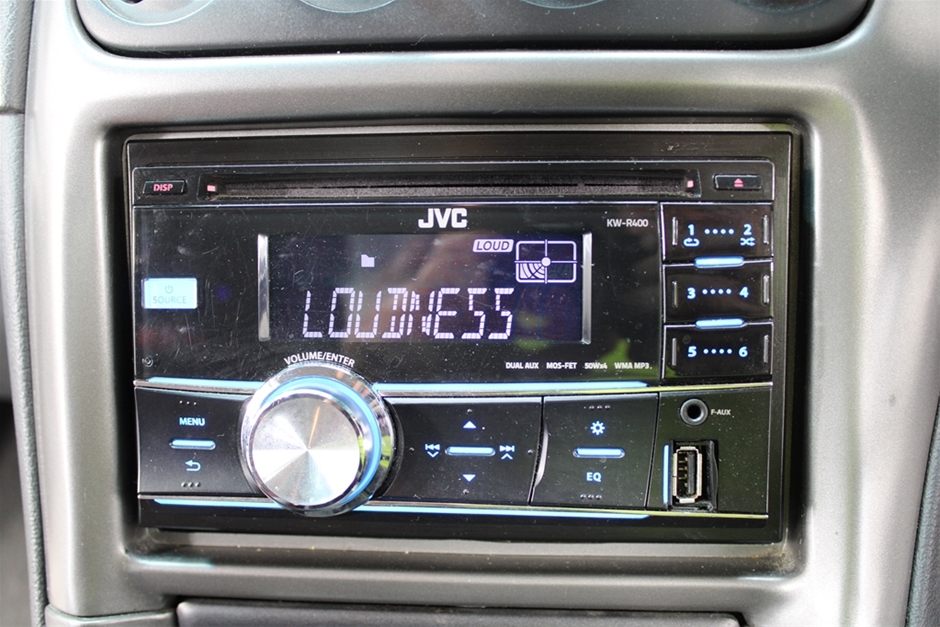 DISP
JVC
KW-R400
1 2
LOUD
SOURCE
3 4
LOUDNESS
5 6
VOLUME/ENTER
DUAL AUX MOS-FET 50Wx4 WMA MP3
MENU
F-AUX
EQ